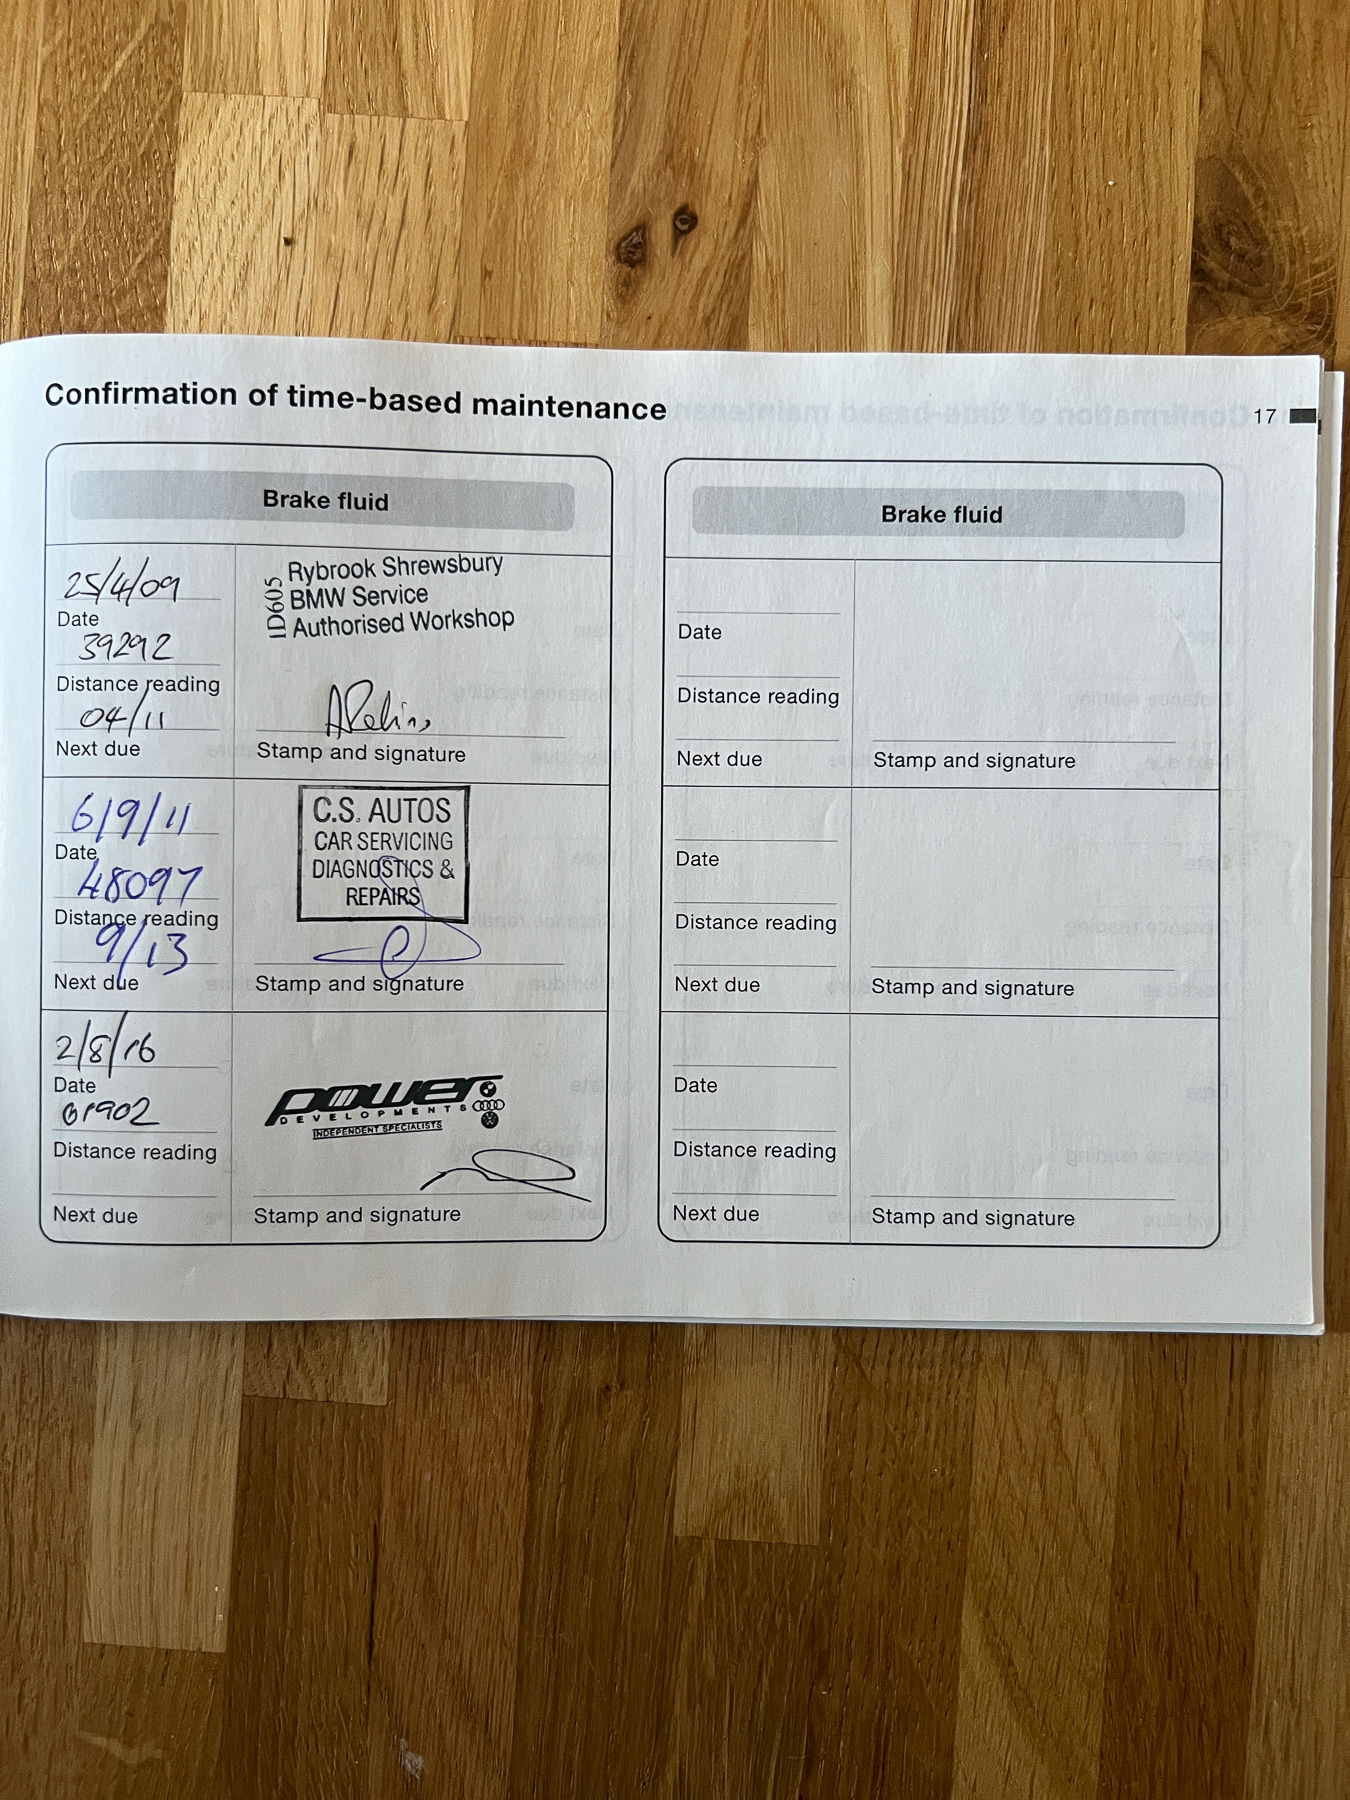 Confirmation of time-based maintenance
17
Brake fluid
25/4/09
Date
39292
Distance reading
04/11
Next due
ID605
Rybrook Shrewsbury
BMW Service
Authorised Workshop
Stamp and signature
6/9/11
Date
48097
Distance reading
9/13
Next due
C.S. AUTOS
CAR SERVICING
DIAGNOSTICS &
REPAIRS
Stamp and signature
2/8/16
Date
61902
Distance reading
Next due
power
DEVELOPMENTS
INDEPENDENT SPECIALISTS
Stamp and signature
Brake fluid
Date
Distance reading
Next due
Stamp and signature
Date
Distance reading
Next due
Stamp and signature
Date
Distance reading
Next due
Stamp and signature